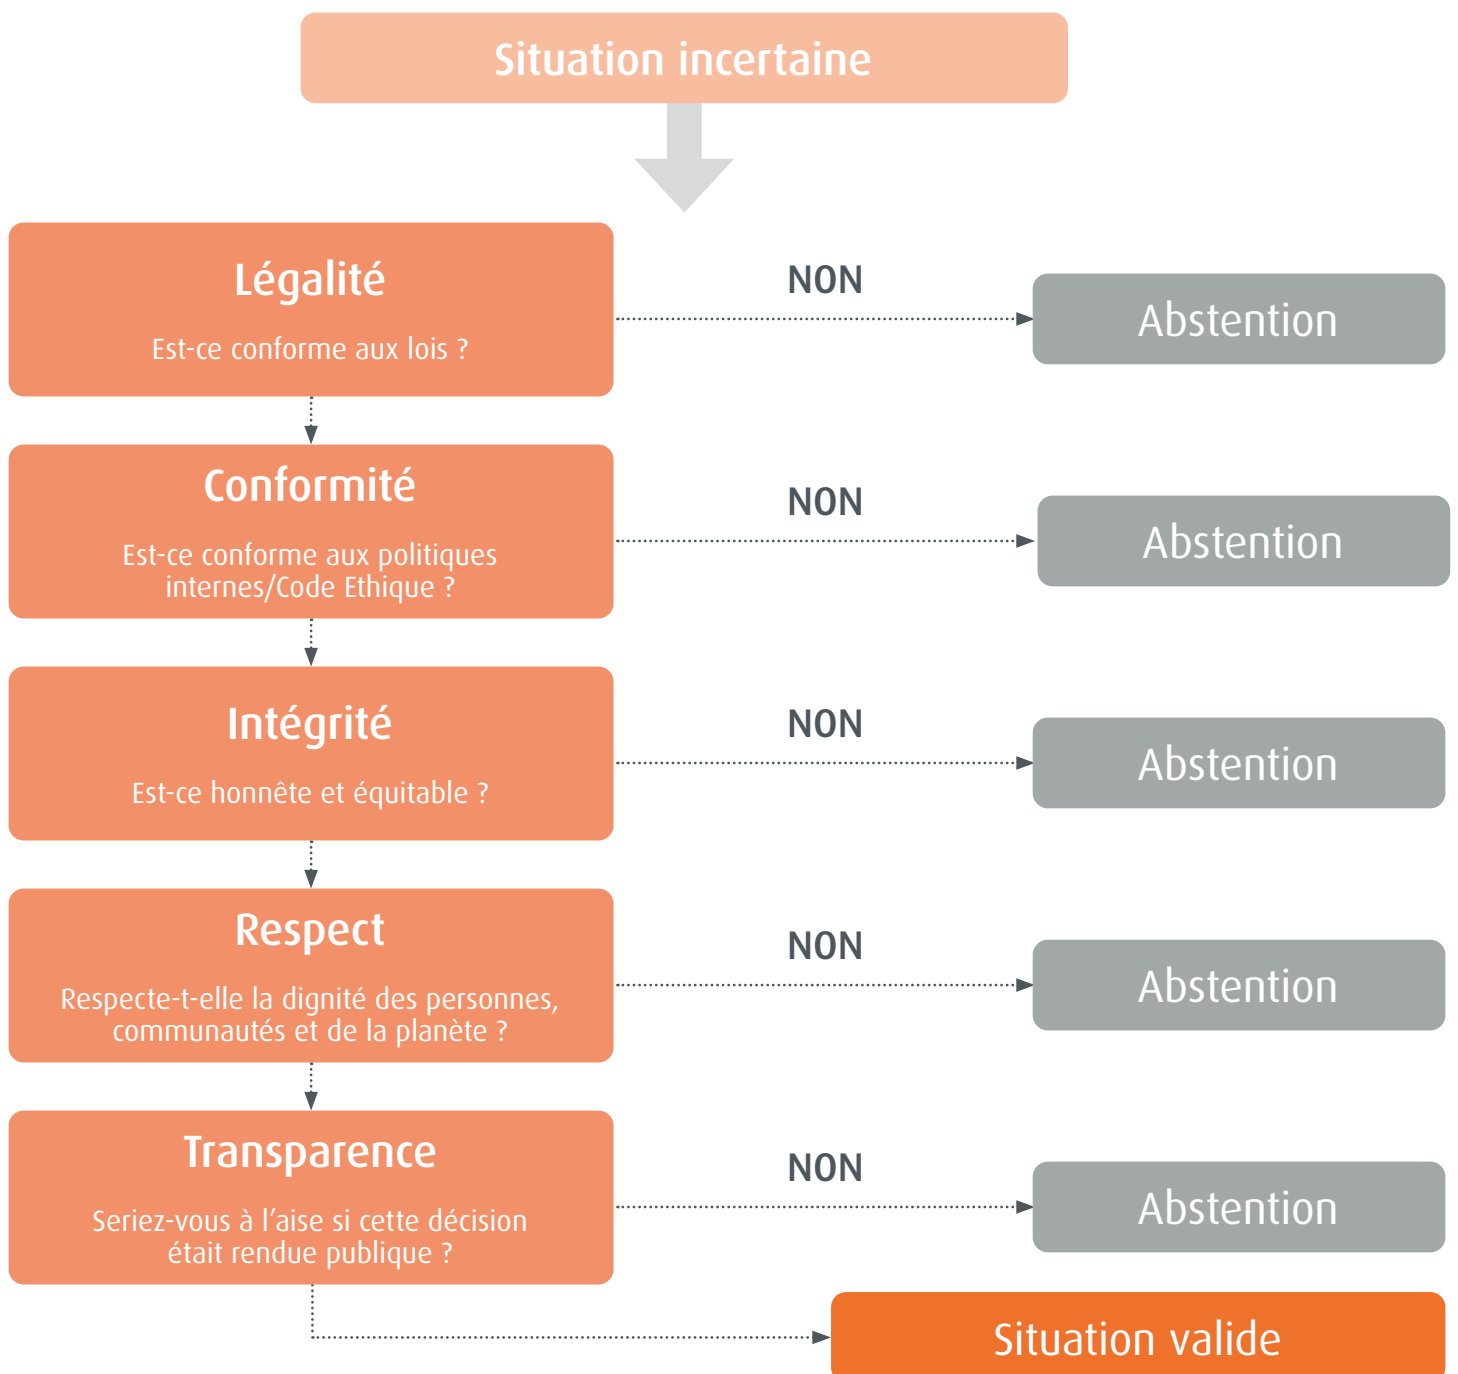 Situation incertaine
Légalité
Est-ce conforme aux lois ?
NON
Abstention
Conformité
Est-ce conforme aux politiques
internes/Code Ethique ?
NON
Abstention
Intégrité
Est-ce honnête et équitable ?
NON
Abstention
Respect
Respecte-t-elle la dignité des personnes,
communautés et de la planète ?
NON
Abstention
Transparence
Seriez-vous à l’aise si cette décision
était rendue publique ?
NON
Abstention
Situation valide